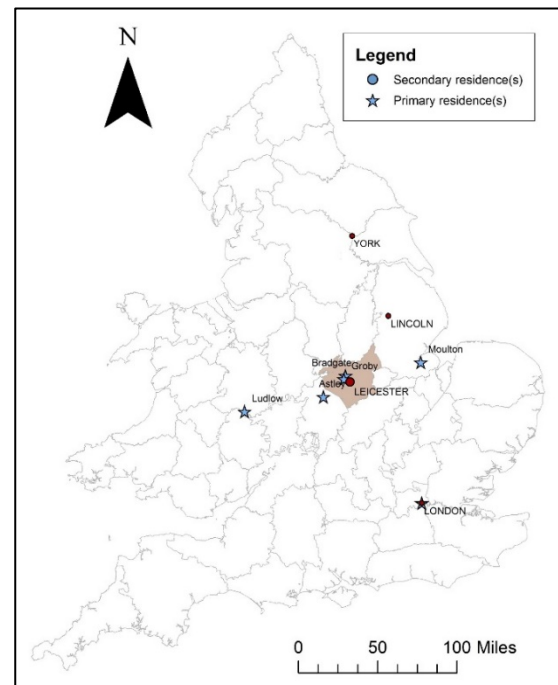 N
Legend
Secondary residence(s)
Primary residence(s)
YORK
LINCOLN
Moulton
Bradgate Groby
Astley LEICESTER
Ludlow
LONDON
0 50 100 Miles